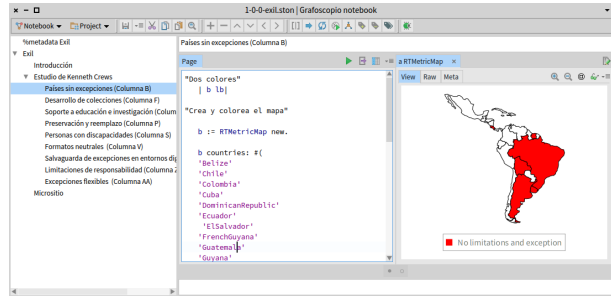 1-0-0-exil.ston | Grafoscopio notebook
Notebook Project
%metadata Exil
Exil
Introducción
Estudio de Kenneth Crews
Países sin excepciones (Columna B)
Desarrollo de colecciones (Columna F)
Soporte a educación e investigación (Colum
Preservación y reemplazo (Columna P)
Personas con discapacidades (Columna S)
Formatos neutrales (Columna V)
Salvaguarda de excepciones en entornos dig
Limitaciones de responsabilidad (Columna Z
Excepciones flexibles (Columna AA)
Micrositio
Países sin excepciones (Columna B)
Page
"Dos colores"
| b lb|
"Crea y colorea el mapa"
b := RTMetricMap new.
b countries: #(
'Belize'
'Chile'
'Colombia'
'Cuba'
'DominicanRepublic'
'Ecuador'
'ElSalvador'
'FrenchGuyana'
'Guatemala'
'Guyana'
a RTMetricMap ×
View Raw Meta
No limitations and exception